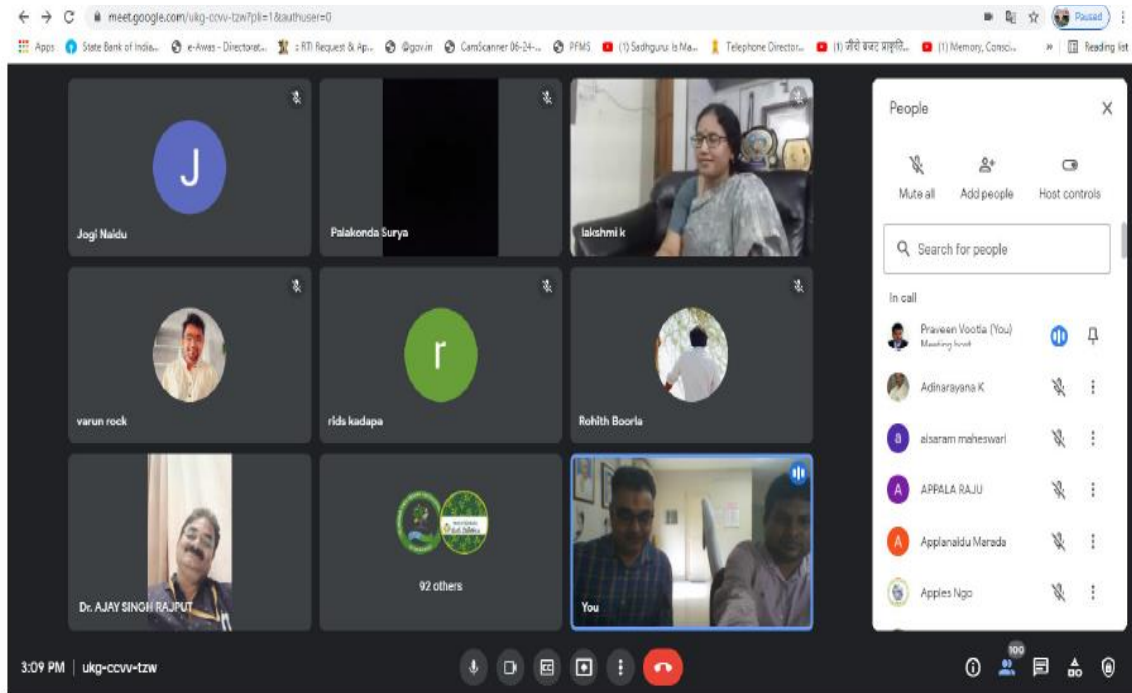 meet.google.com/ukg-ccvv-tzw?pli=1&authuser=0
Paused
Apps State Bank of India... e-Awas - Directorat... :: RTI Request & Ap... @gov.in CamScanner 06-24-... PFMS (1) Sadhguru: Is Ma... Telephone Director... (1) जीरो बजट प्राकृति... (1) Memory, Consci... » Reading list
J
Jogi Naidu
Palakonda Surya
lakshmi k
varun rock
r
rids kadapa
Rohith Boorla
Dr. AJAY SINGH RAJPUT
92 others
You
People
Mute all Add people Host controls
Search for people
In call
Praveen Vootla (You)
Meeting host
Adinarayana K
a
alsaram maheswari
A
APPALA RAJU
A
Applanaidu Marada
Apples Ngo
3:09 PM | ukg-ccvv-tzw
100